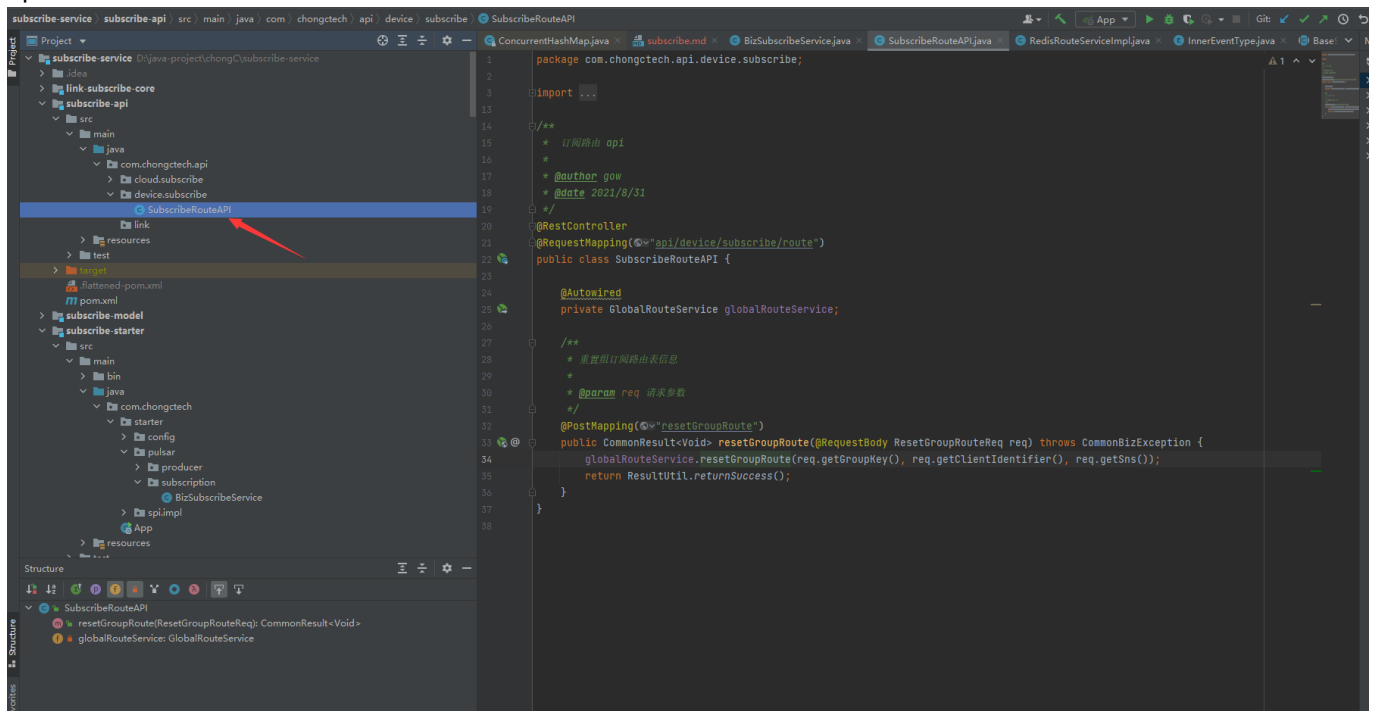 subscribe-service > subscribe-api > src > main > java > com > chongctech > api > device > subscribe > SubscribeRouteAPI
App
Git:
Project
ConcurrentHashMap.java
subscribe.md
BizSubscribeService.java
SubscribeRouteAPI.java
RedisRouteServiceImpl.java
InnerEventType.java
subscribe-service D:\java-project\chongC\subscribe-service
.idea
link-subscribe-core
subscribe-api
src
main
java
com.chongctech.api
cloud.subscribe
device.subscribe
SubscribeRouteAPI
link
resources
test
target
.flattened-pom.xml
pom.xml
subscribe-model
subscribe-starter
src
main
bin
java
com.chongctech
starter
config
pulsar
producer
subscription
BizSubscribeService
spi.impl
App
resources
1 package com.chongctech.api.device.subscribe;
2
3 import ...
13
14 /**
15 * 订阅路由 api
16 *
17 * @author gow
18 * @date 2021/8/31
19 */
20 @RestController
21 @RequestMapping("api/device/subscribe/route")
22 public class SubscribeRouteAPI {
23
24 @Autowired
25 private GlobalRouteService globalRouteService;
26
27 /**
28 * 重置组订阅路由表信息
29 *
30 * @param req 请求参数
31 */
32 @PostMapping("resetGroupRoute")
33 @ public CommonResult<Void> resetGroupRoute(@RequestBody ResetGroupRouteReq req) throws CommonBizException {
34 globalRouteService.resetGroupRoute(req.getGroupKey(), req.getClientIdentifier(), req.getSns());
35 return ResultUtil.returnSuccess();
36 }
37 }
38
1
Structure
SubscribeRouteAPI
resetGroupRoute(ResetGroupRouteReq): CommonResult<Void>
globalRouteService: GlobalRouteService
Project
Structure